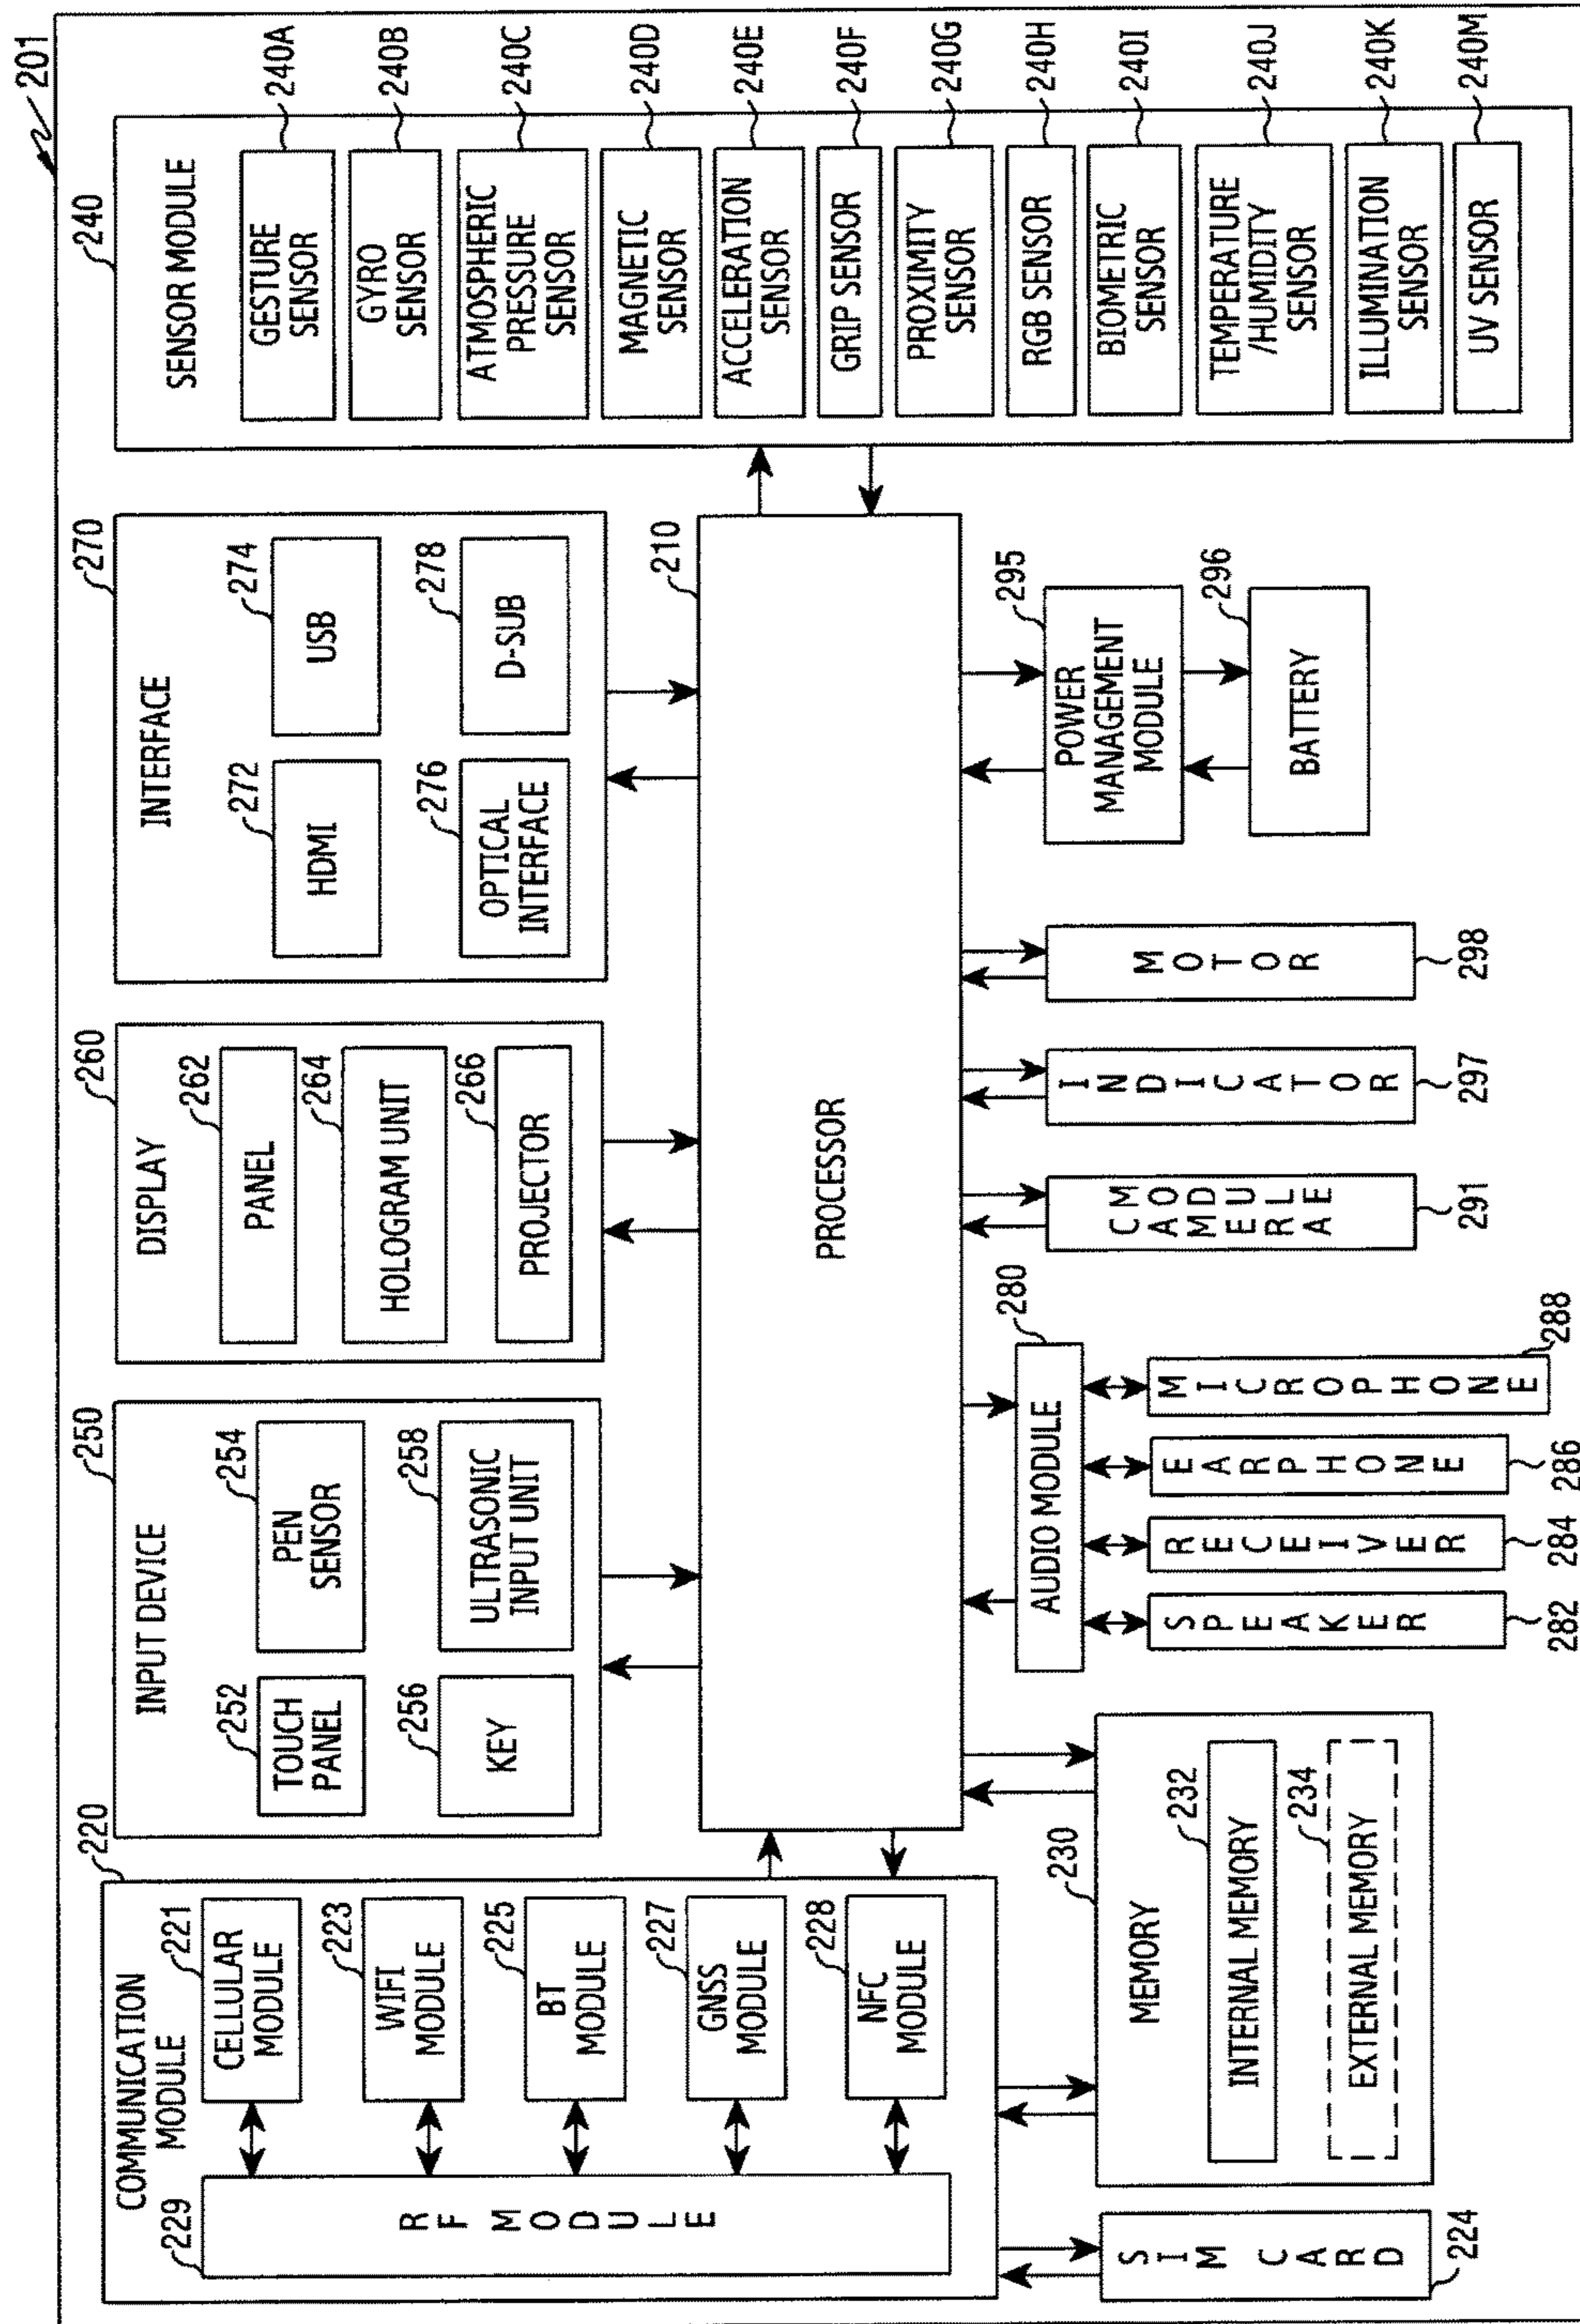 201
220
COMMUNICATION
MODULE
229
RF MODULE
221
CELLULAR
MODULE
223
WIFI
MODULE
225
BT
MODULE
227
GNSS
MODULE
228
NFC
MODULE
250
INPUT DEVICE
252
TOUCH
PANEL
254
PEN
SENSOR
256
KEY
258
ULTRASONIC
INPUT UNIT
260
DISPLAY
262
PANEL
264
HOLOGRAM UNIT
266
PROJECTOR
270
INTERFACE
272
HDMI
274
USB
276
OPTICAL
INTERFACE
278
D-SUB
240
SENSOR MODULE
GESTURE
SENSOR
240A
GYRO
SENSOR
240B
ATMOSPHERIC
PRESSURE
SENSOR
240C
MAGNETIC
SENSOR
240D
ACCELERATION
SENSOR
240E
GRIP SENSOR
240F
PROXIMITY
SENSOR
240G
RGB SENSOR
240H
BIOMETRIC
SENSOR
240I
TEMPERATURE
/HUMIDITY
SENSOR
240J
ILLUMINATION
SENSOR
240K
UV SENSOR
240M
210
PROCESSOR
SIM CARD
224
230
MEMORY
232
INTERNAL MEMORY
234
EXTERNAL MEMORY
280
AUDIO MODULE
SPEAKER
282
RECEIVER
284
EARPHONE
286
MICROPHONE
288
CAMERA
MODULE
291
INDICATOR
297
MOTOR
298
295
POWER
MANAGEMENT
MODULE
296
BATTERY